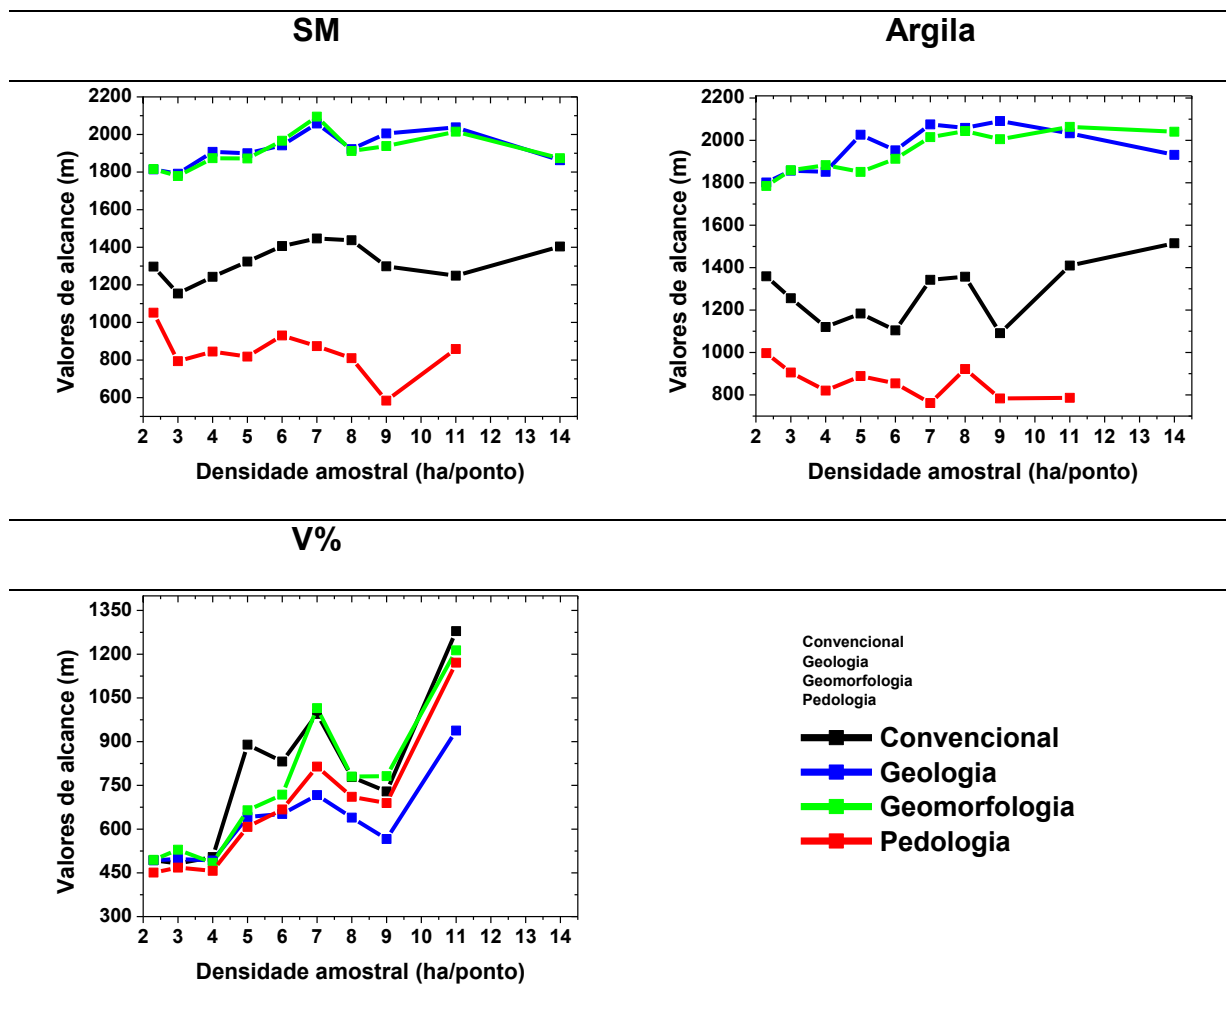 SM
Argila
2200
2000
1800
1600
1400
1200
1000
800
600
Valores de alcance (m)
2 3 4 5 6 7 8 9 10 11 12 13 14
Densidade amostral (ha/ponto)
2200
2000
1800
1600
1400
1200
1000
800
Valores de alcance (m)
2 3 4 5 6 7 8 9 10 11 12 13 14
Densidade amostral (ha/ponto)
V%
1350
1200
1050
900
750
600
450
300
Valores de alcance (m)
2 3 4 5 6 7 8 9 10 11 12 13 14
Densidade amostral (ha/ponto)
Convencional
Geologia
Geomorfologia
Pedologia
Convencional
Geologia
Geomorfologia
Pedologia